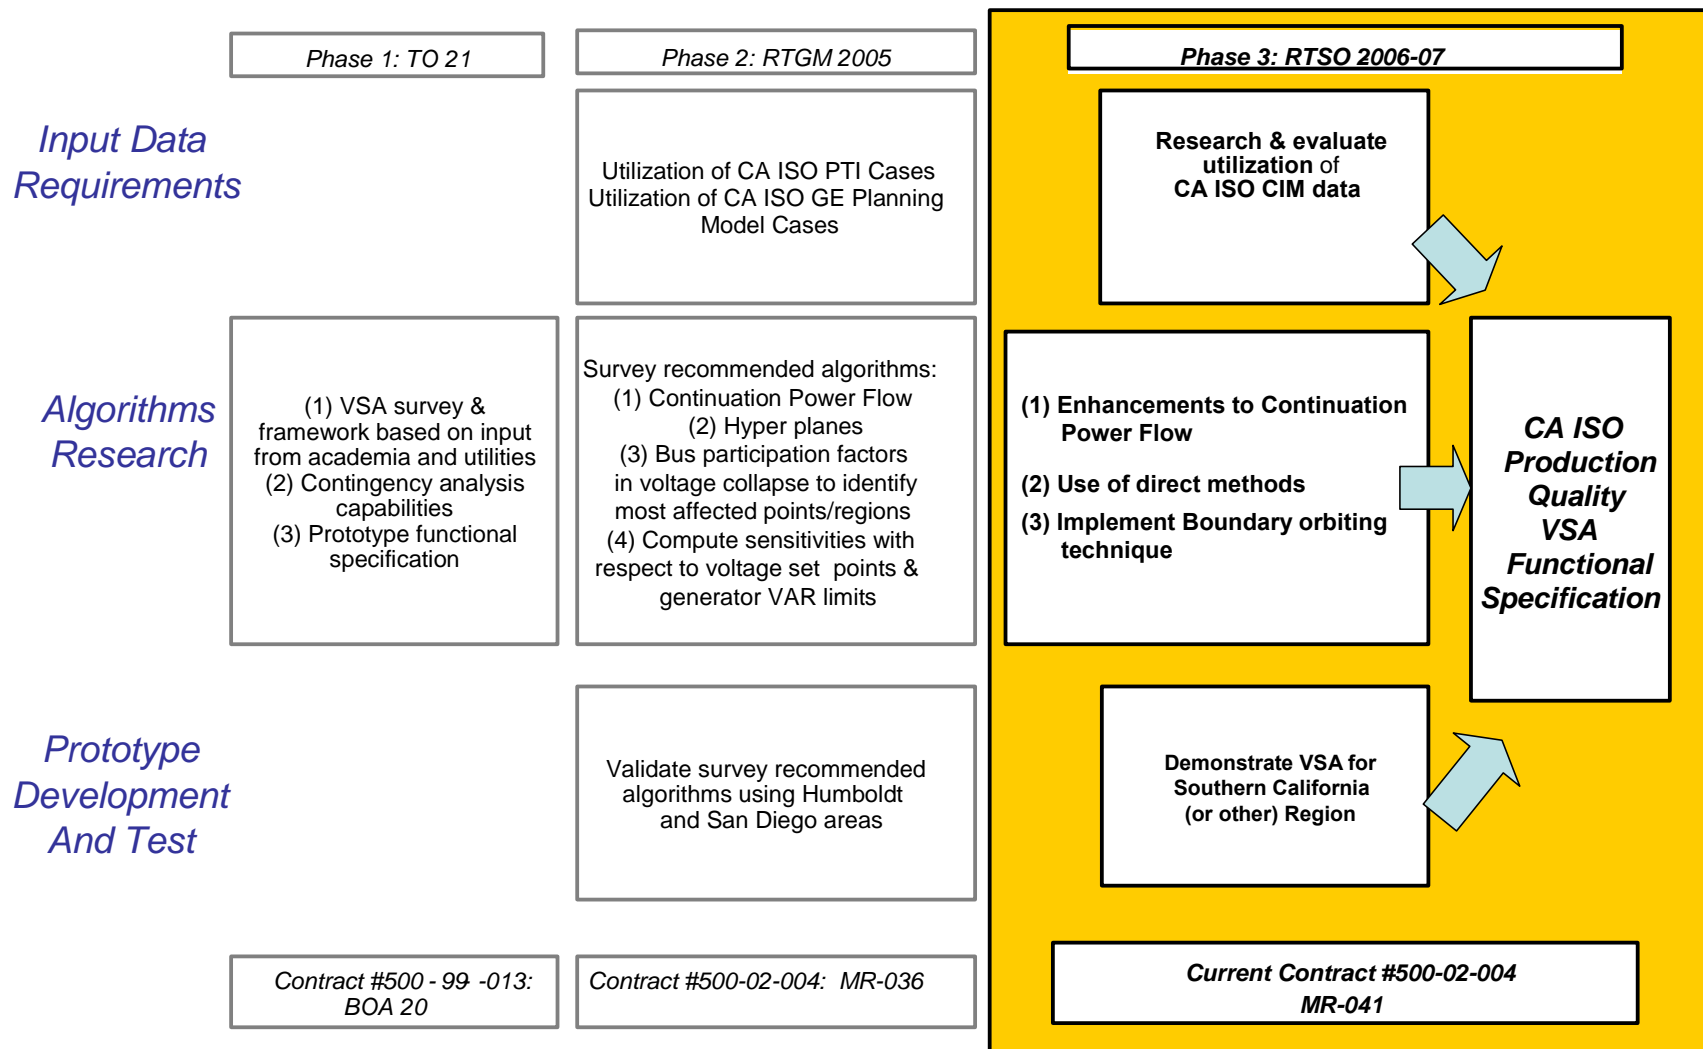 Phase 1: TO 21
Phase 2: RTGM 2005
Phase 3: RTSO 2006-07
Input Data
Requirements
Utilization of CA ISO PTI Cases
Utilization of CA ISO GE Planning
Model Cases
Research & evaluate
utilization of
CA ISO CIM data
Algorithms
Research
(1) VSA survey &
framework based on input
from academia and utilities
(2) Contingency analysis
capabilities
(3) Prototype functional
specification
Survey recommended algorithms:
(1) Continuation Power Flow
(2) Hyper planes
(3) Bus participation factors
in voltage collapse to identify
most affected points/regions
(4) Compute sensitivities with
respect to voltage set points &
generator VAR limits
(1) Enhancements to Continuation
Power Flow
(2) Use of direct methods
(3) Implement Boundary orbiting
technique
CA ISO
Production
Quality
VSA
Functional
Specification
Prototype
Development
And Test
Validate survey recommended
algorithms using Humboldt
and San Diego areas
Demonstrate VSA for
Southern California
(or other) Region
Contract #500 - 99 -013:
BOA 20
Contract #500-02-004: MR-036
Current Contract #500-02-004
MR-041